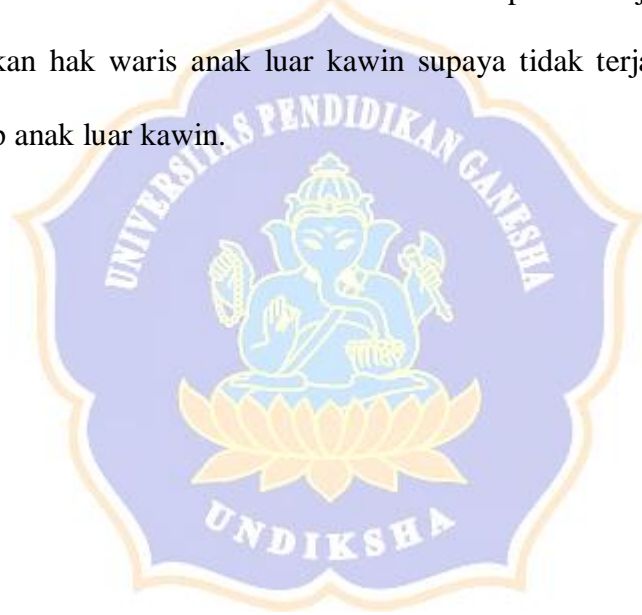 kan hak waris anak luar kawin supaya tidak terja
anak luar kawin.
UNIVERSITAS PENDIDIKAN GANESHA
UNDIKSHA